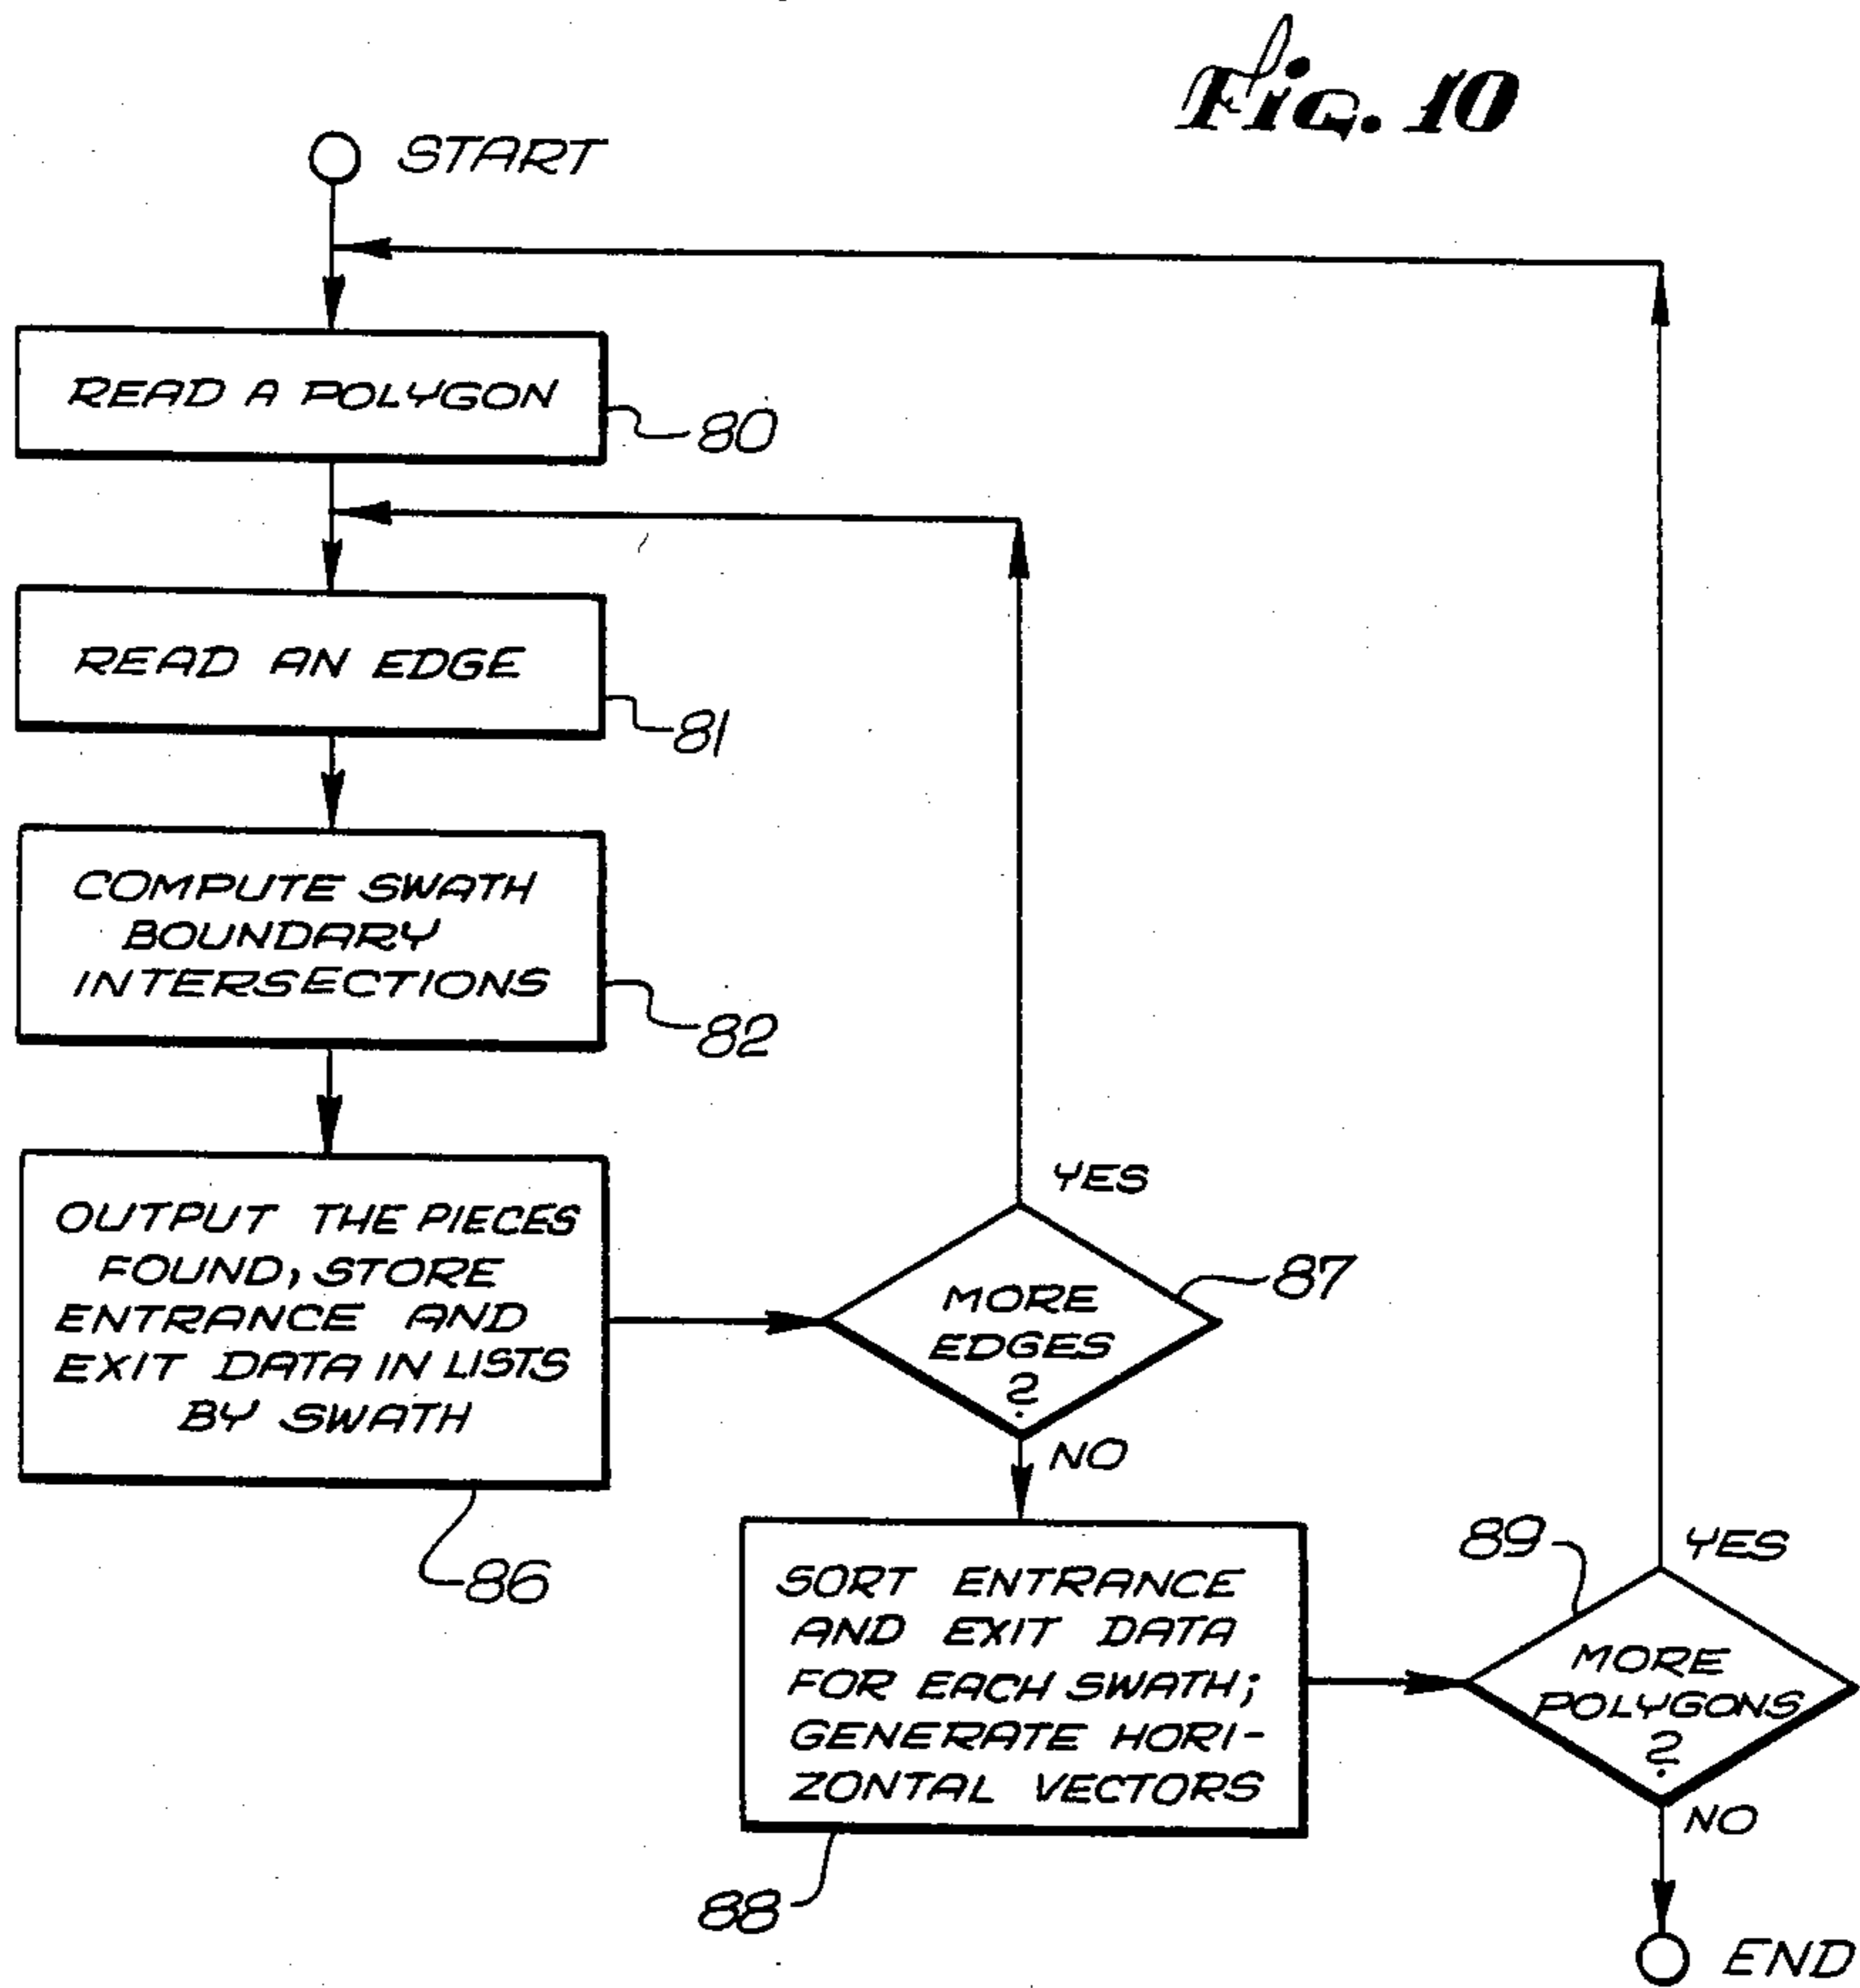 Fig. 10
START
READ A POLYGON
80
READ AN EDGE
81
COMPUTE SWATH
BOUNDARY
INTERSECTIONS
82
OUTPUT THE PIECES
FOUND, STORE
ENTRANCE AND
EXIT DATA IN LISTS
BY SWATH
86
YES
MORE
EDGES
?
87
NO
SORT ENTRANCE
AND EXIT DATA
FOR EACH SWATH;
GENERATE HORI-
ZONTAL VECTORS
88
89
YES
MORE
POLYGONS
?
NO
END